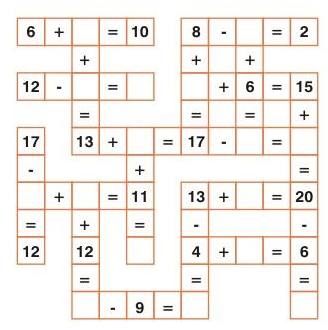 6 + = 10 8 - = 2
+ + +
12 - = + 6 = 15
= = = +
17 13 + = 17 - =
- + =
+ = 11 13 + = 20
= + = - -
12 12 4 + = 6
= = =
- 9 =